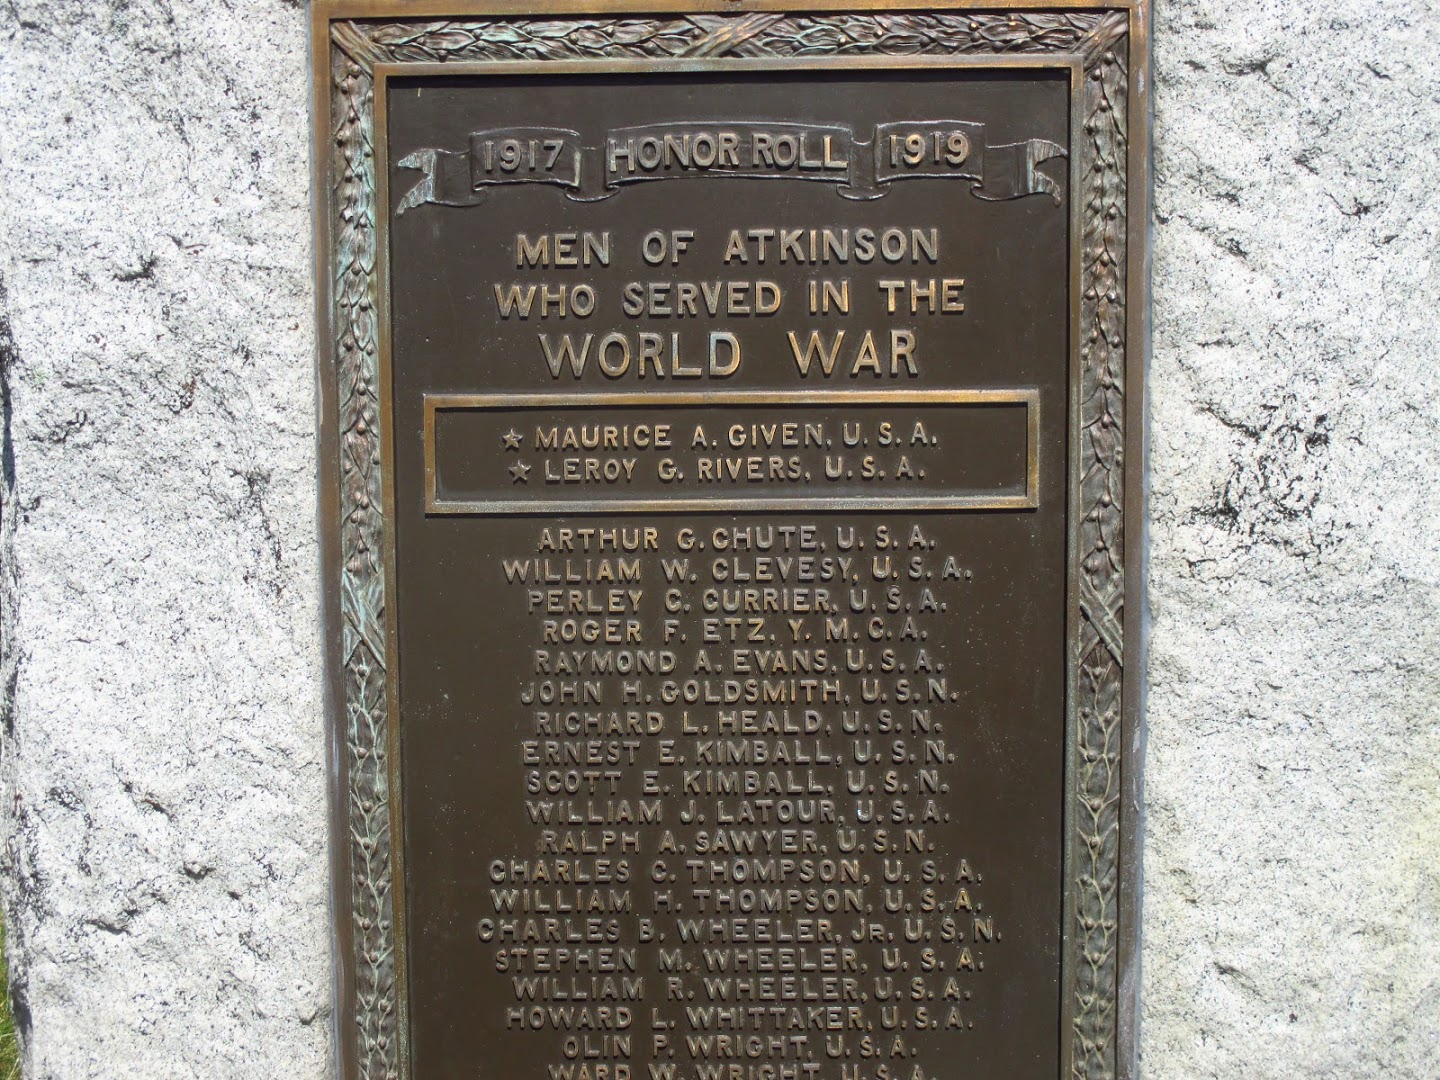 1917 HONOR ROLL 1919
MEN OF ATKINSON
WHO SERVED IN THE
WORLD WAR
★ MAURICE A. GIVEN, U. S. A.
★ LEROY G. RIVERS, U. S. A.
ARTHUR G. CHUTE, U. S. A.
WILLIAM W. CLEVESY, U. S. A.
PERLEY C. CURRIER, U. S. A.
ROGER F. ETZ, Y. M. C. A.
RAYMOND A. EVANS, U. S. A.
JOHN H. GOLDSMITH, U. S. N.
RICHARD L. HEALD, U. S. N.
ERNEST E. KIMBALL, U. S. N.
SCOTT E. KIMBALL, U. S. N.
WILLIAM J. LATOUR, U. S. A.
RALPH A. SAWYER, U. S. N.
CHARLES C. THOMPSON, U. S. A.
WILLIAM H. THOMPSON, U. S. A.
CHARLES B. WHEELER, JR. U. S. N.
STEPHEN M. WHEELER, U. S. A.
WILLIAM R. WHEELER, U. S. A.
HOWARD L. WHITTAKER, U. S. A.
OLIN P. WRIGHT, U. S. A.
WARD W. WRIGHT, U. S. A.